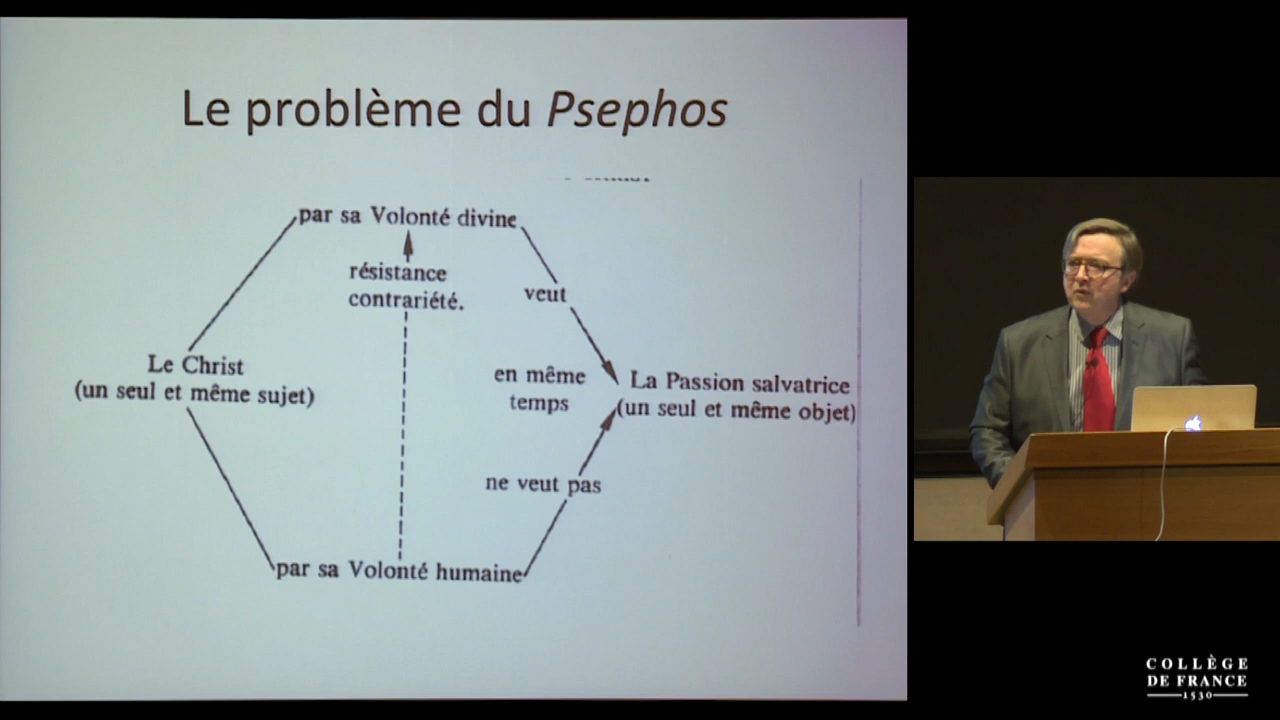 Le problème du Psephos
par sa Volonté divine
résistance
contrariété.
veut
Le Christ
(un seul et même sujet)
en même
temps
La Passion salvatrice
(un seul et même objet)
ne veut pas
par sa Volonté humaine
COLLÈGE
DE FRANCE
1530